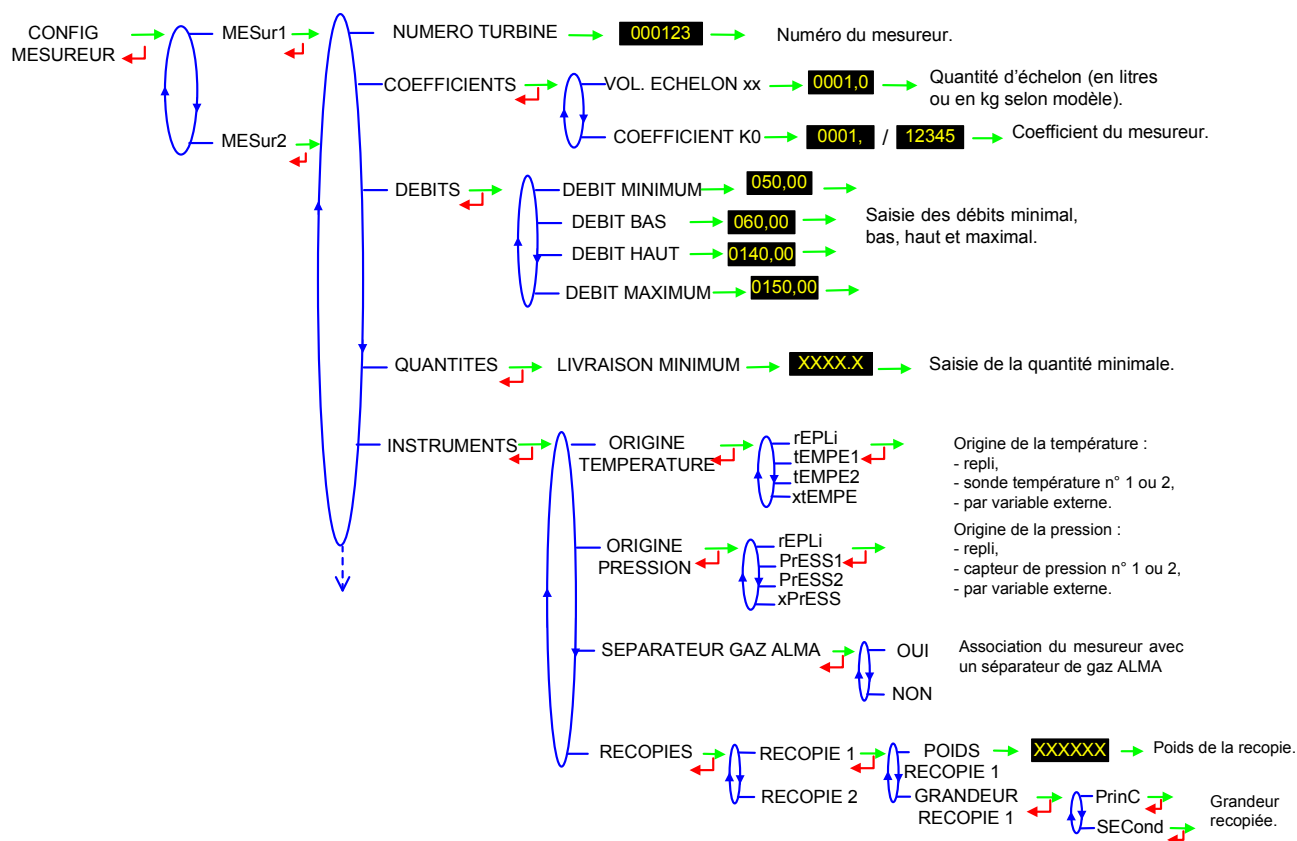 CONFIG
MESUREUR
MESur1
MESur2
NUMERO TURBINE
000123
Numéro du mesureur.
COEFFICIENTS
VOL. ECHELON xx
0001,0
Quantité d'échelon (en litres
ou en kg selon modèle).
COEFFICIENT K0
0001,
/
12345
Coefficient du mesureur.
DEBITS
DEBIT MINIMUM
050,00
DEBIT BAS
060,00
DEBIT HAUT
0140,00
DEBIT MAXIMUM
0150,00
Saisie des débits minimal,
bas, haut et maximal.
QUANTITES
LIVRAISON MINIMUM
XXXX.X
Saisie de la quantité minimale.
INSTRUMENTS
ORIGINE
TEMPERATURE
rEPLi
tEMPE1
tEMPE2
xtEMPE
Origine de la température :
- repli,
- sonde température n° 1 ou 2,
- par variable externe.
ORIGINE
PRESSION
rEPLi
PrESS1
PrESS2
xPrESS
Origine de la pression :
- repli,
- capteur de pression n° 1 ou 2,
- par variable externe.
SEPARATEUR GAZ ALMA
OUI
NON
Association du mesureur avec
un séparateur de gaz ALMA
RECOPIES
RECOPIE 1
RECOPIE 2
POIDS
RECOPIE 1
XXXXXX
Poids de la recopie.
GRANDEUR
RECOPIE 1
PrinC
SECond
Grandeur
recopiée.